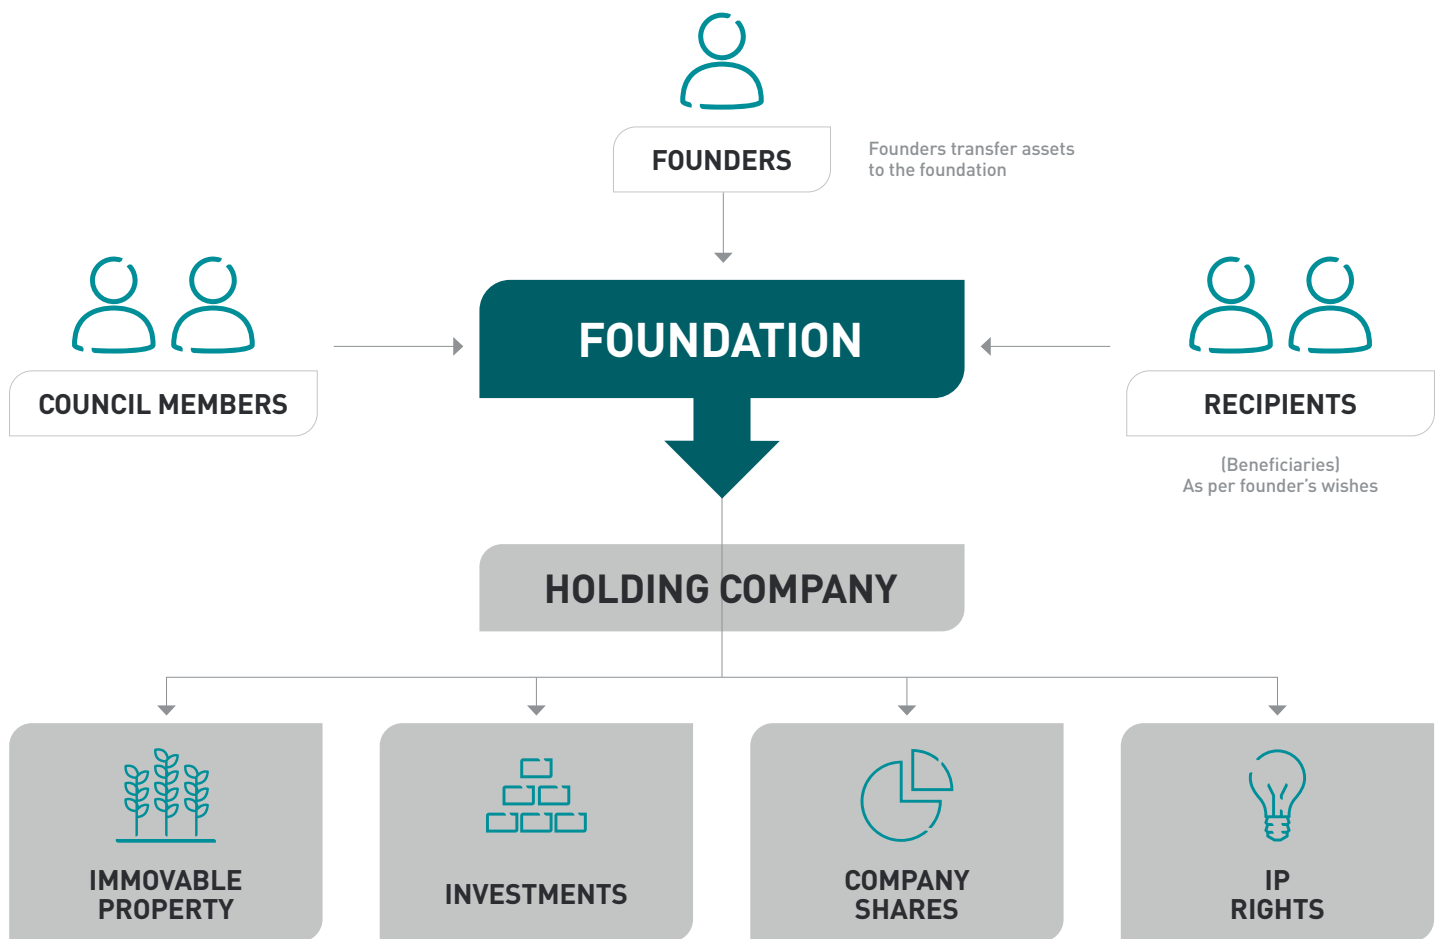 FOUNDERS
Founders transfer assets
to the foundation
FOUNDATION
COUNCIL MEMBERS
RECIPIENTS
(Beneficiaries)
As per founder’s wishes
HOLDING COMPANY
IMMOVABLE
PROPERTY
INVESTMENTS
COMPANY
SHARES
IP
RIGHTS